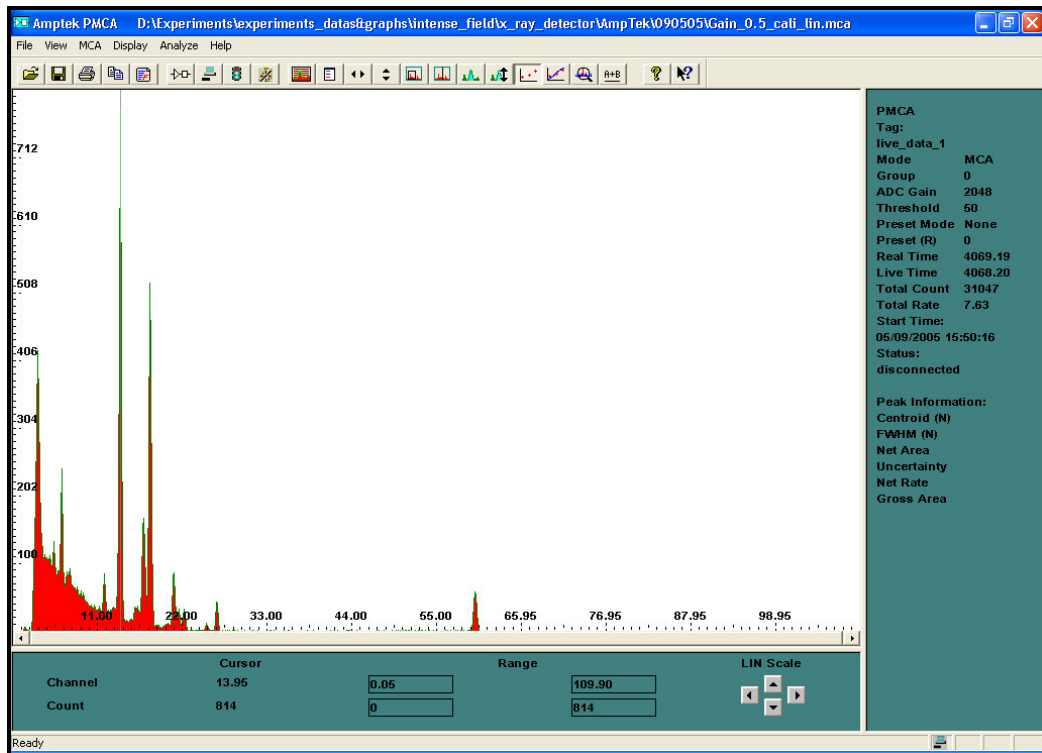 Amptek PMCA D:\Experiments\experiments_datas&graphs\intense_field\x_ray_detector\AmpTek\090505\Gain_0.5_cali_lin.mca
File View MCA Display Analyze Help
A+B
712
610
508
406
304
202
100
11.00 22.00 33.00 44.00 55.00 65.95 76.95 87.95 98.95
PMCA
Tag:
live_data_1
Mode MCA
Group 0
ADC Gain 2048
Threshold 50
Preset Mode None
Preset (R) 0
Real Time 4069.19
Live Time 4068.20
Total Count 31047
Total Rate 7.63
Start Time:
05/09/2005 15:50:16
Status:
disconnected
Peak Information:
Centroid (N)
FWHM (N)
Net Area
Uncertainty
Net Rate
Gross Area
Cursor Range LIN Scale
Channel 13.95 0.05 109.90
Count 814 0 814
Ready